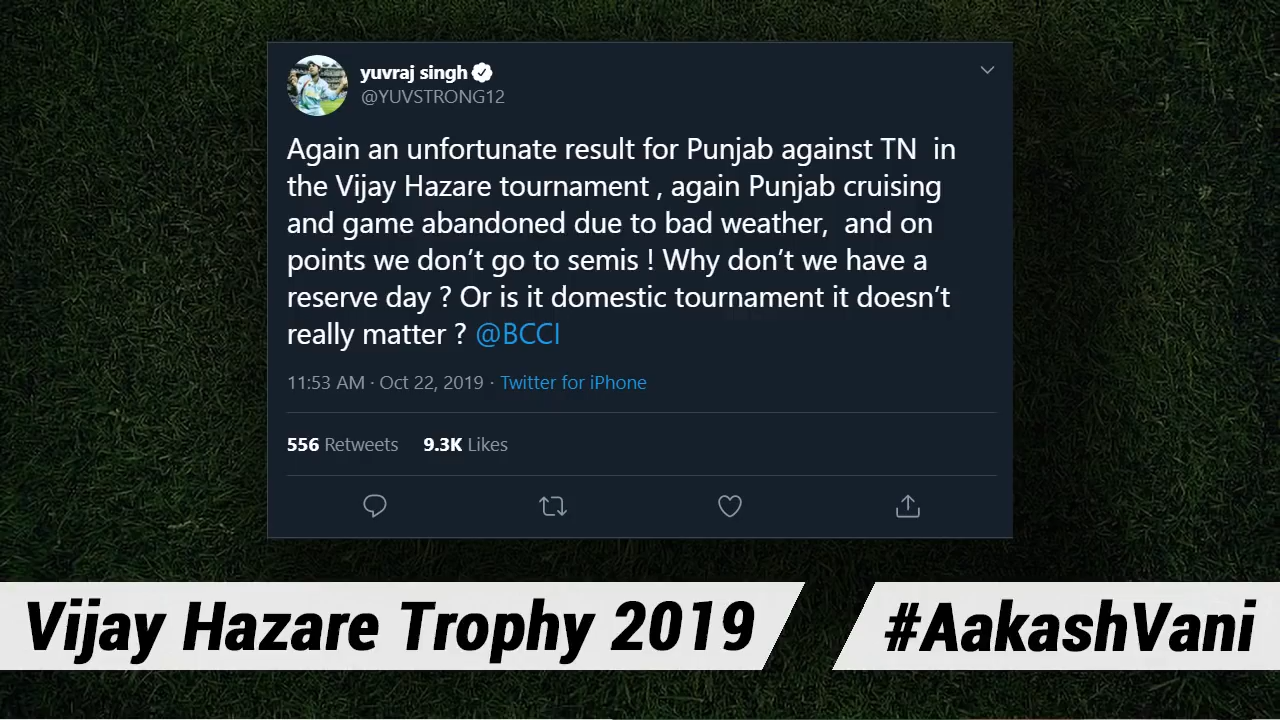 yuvraj singh
@YUVSTRONG12
Again an unfortunate result for Punjab against TN  in
the Vijay Hazare tournament , again Punjab cruising
and game abandoned due to bad weather,  and on
points we don’t go to semis ! Why don’t we have a
reserve day ? Or is it domestic tournament it doesn’t
really matter ? @BCCI
11:53 AM · Oct 22, 2019 · Twitter for iPhone
556 Retweets 9.3K Likes
Vijay Hazare Trophy 2019 #AakashVani